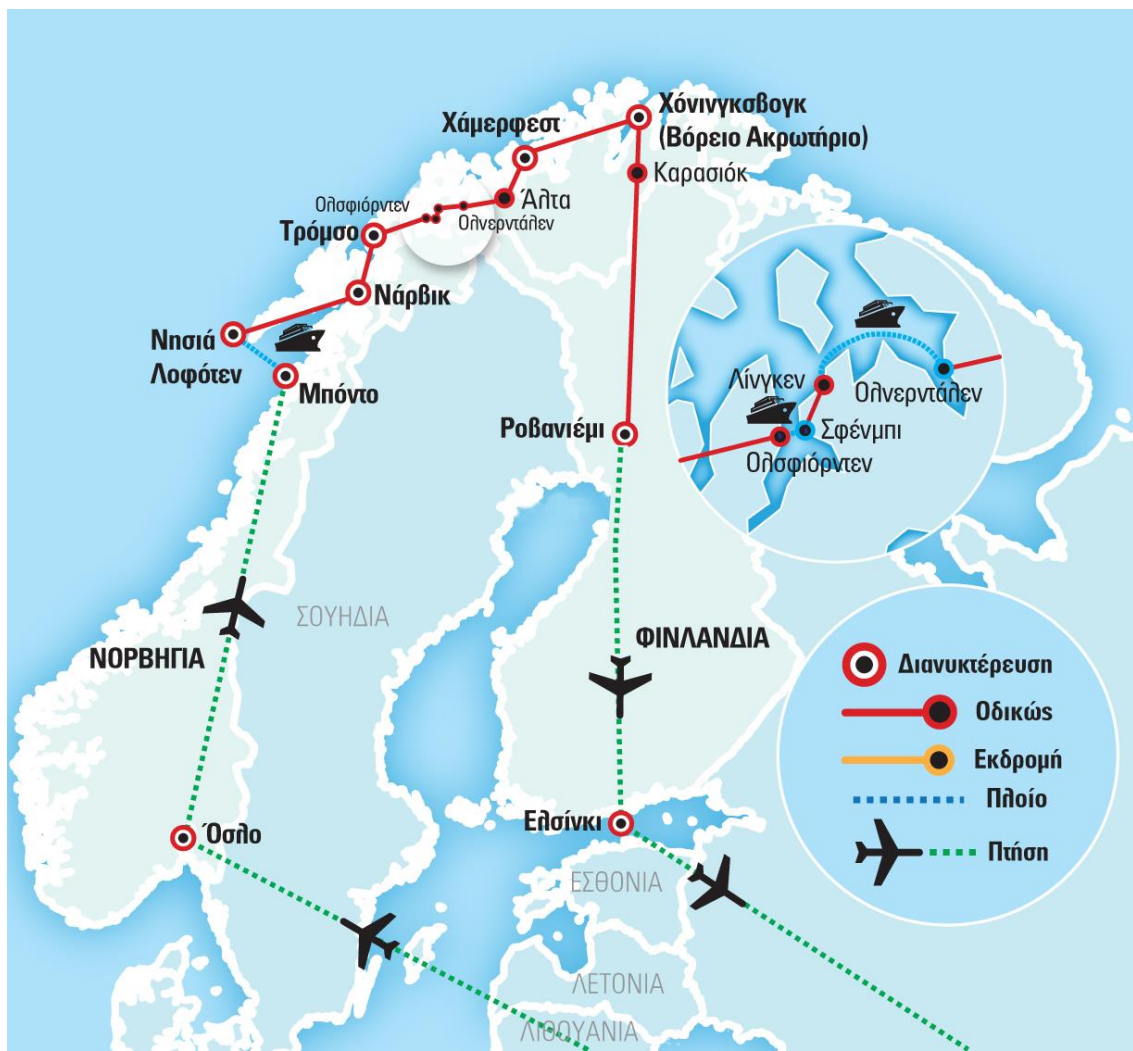 Χόνινγκσβογκ
(Βόρειο Ακρωτήριο)
Χάμερφεστ
Καρασιόκ
Άλτα
Ολσφιόρντεν
Ολνερντάλεν
Τρόμσο
Νάρβικ
Νησιά
Λοφότεν
Μπόντο
Λίνγκεν
Ολνερντάλεν
Σφένμπι
Ολσφιόρντεν
Ροβανιέμι
ΣΟΥΗΔΙΑ
ΝΟΡΒΗΓΙΑ
ΦΙΝΛΑΝΔΙΑ
Διανυκτέρευση
Οδικώς
Εκδρομή
Πλοίο
Πτήση
Όσλο
Ελσίνκι
ΕΣΘΟΝΙΑ
ΛΕΤΟΝΙΑ
ΛΙΘΟΥΑΝΙΑ